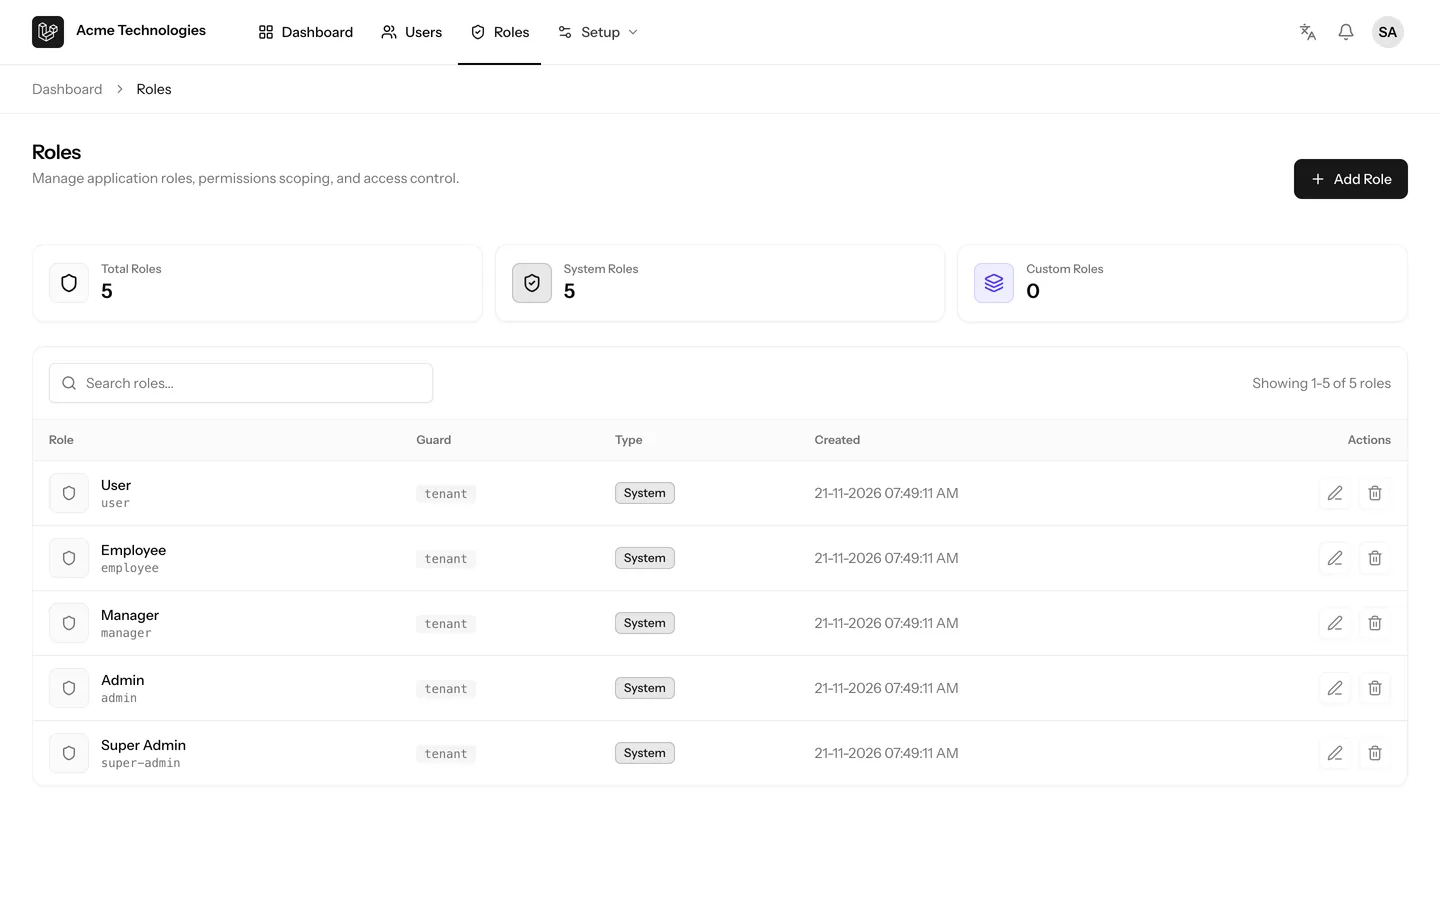 Acme Technologies
Dashboard
Users
Roles
Setup
SA
Dashboard > Roles
Roles
Manage application roles, permissions scoping, and access control.
+ Add Role
Total Roles
5
System Roles
5
Custom Roles
0
Search roles...
Showing 1-5 of 5 roles
Role Guard Type Created Actions
User
user
tenant System 21-11-2026 07:49:11 AM
Employee
employee
tenant System 21-11-2026 07:49:11 AM
Manager
manager
tenant System 21-11-2026 07:49:11 AM
Admin
admin
tenant System 21-11-2026 07:49:11 AM
Super Admin
super-admin
tenant System 21-11-2026 07:49:11 AM